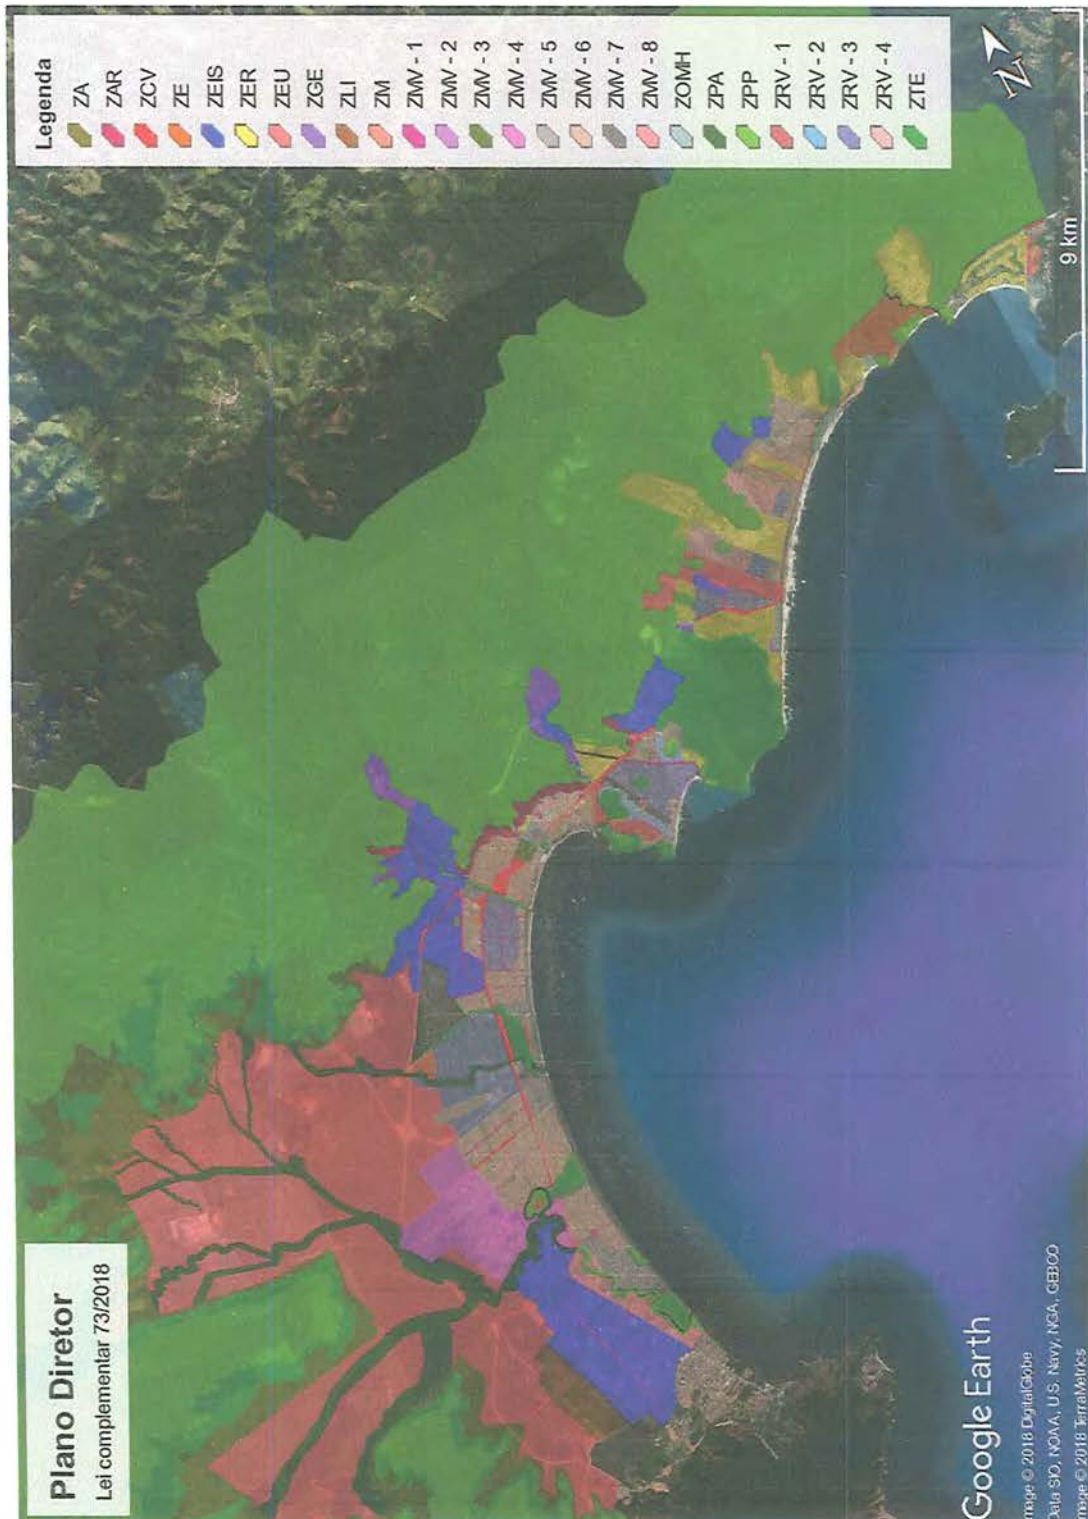 Plano Diretor
Lei complementar 73/2018
Legenda
ZA
ZAR
ZCV
ZE
ZEIS
ZER
ZEU
ZGE
ZLI
ZM
ZMV - 1
ZMV - 2
ZMV - 3
ZMV - 4
ZMV - 5
ZMV - 6
ZMV - 7
ZMV - 8
ZOMH
ZPA
ZPP
ZRV - 1
ZRV - 2
ZRV - 3
ZRV - 4
ZTE
N
9 km
Google Earth
mage © 2018 DigitalGlobe
Data SIO, NOAA, U.S. Navy, NGA, GEBCO
mage © 2018 TerraMetrics